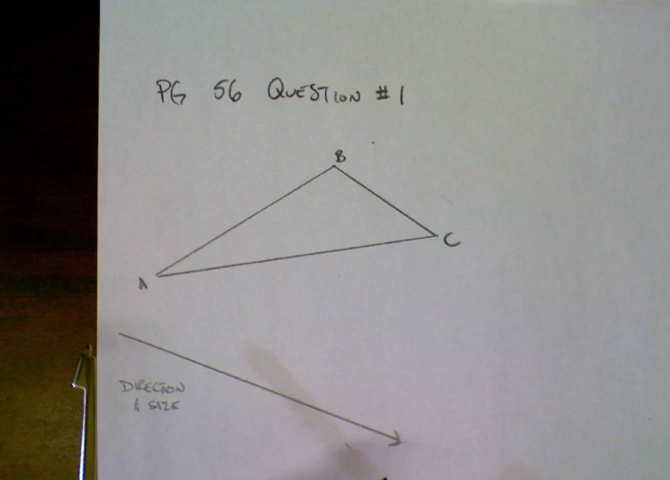 PG 56 QUESTION #1
B
C
A
DIRECTION
& SIZE